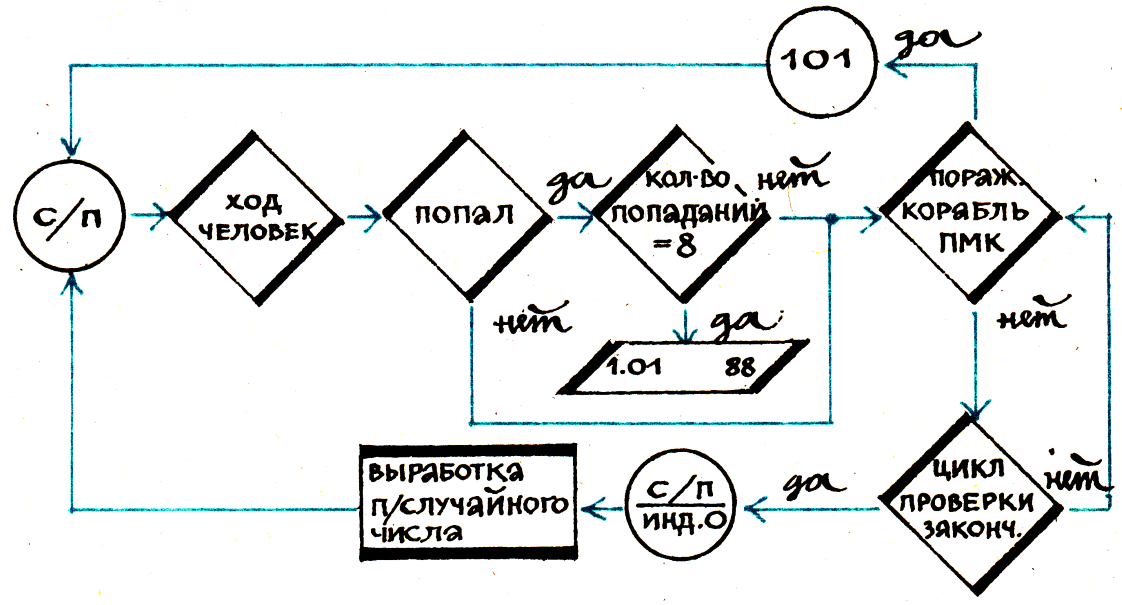 101
да
С/П
ХОД
ЧЕЛОВЕК
ПОПАЛ
да
КОЛ-ВО
ПОПАДАНИЙ
=8
нет
ПОРАЖ.
КОРАБЛЬ
ПМК
нет
да
1.01 88
нет
ВЫРАБОТКА
П/СЛУЧАЙНОГО
ЧИСЛА
С/П
ИНД.0
да
ЦИКЛ
ПРОВЕРКИ
ЗАКОНЧ.
нет